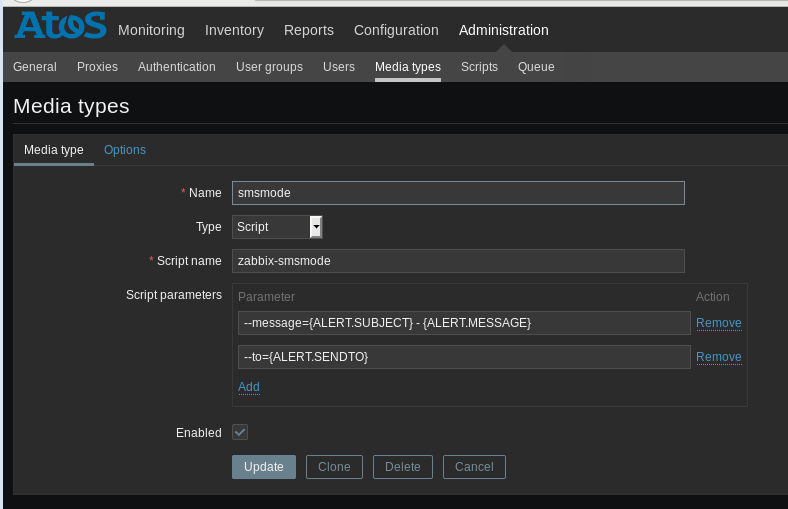 Atos Monitoring Inventory Reports Configuration Administration
General Proxies Authentication User groups Users Media types Scripts Queue
Media types
Media type Options
* Name smsmode
Type Script
* Script name zabbix-smsmode
Script parameters Parameter Action
--message={ALERT.SUBJECT} - {ALERT.MESSAGE} Remove
--to={ALERT.SENDTO} Remove
Add
Enabled
Update Clone Delete Cancel